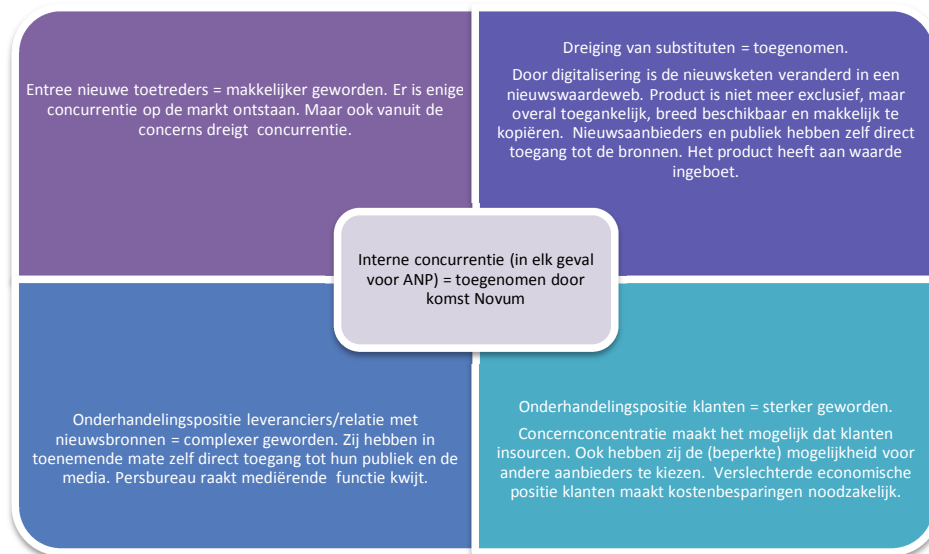 Entree nieuwe toetreders = makkelijker geworden. Er is enige
concurrentie op de markt ontstaan. Maar ook vanuit de
concerns dreigt concurrentie.
Dreiging van substituten = toegenomen.
Door digitalisering is de nieuwsketen veranderd in een
nieuwswaardeweb. Product is niet meer exclusief, maar
overal toegankelijk, breed beschikbaar en makkelijk te
kopiëren. Nieuwsaanbieders en publiek hebben zelf direct
toegang tot de bronnen. Het product heeft aan waarde
ingeboet.
Interne concurrentie (in elk geval
voor ANP) = toegenomen door
komst Novum
Onderhandelingspositie leveranciers/relatie met
nieuwsbronnen = complexer geworden. Zij hebben in
toenemende mate zelf direct toegang tot hun publiek en de
media. Persbureau raakt mediërende functie kwijt.
Onderhandelingspositie klanten = sterker geworden.
Concernconcentratie maakt het mogelijk dat klanten
insourcen. Ook hebben zij de (beperkte) mogelijkheid voor
andere aanbieders te kiezen. Verslechterde economische
positie klanten maakt kostenbesparingen noodzakelijk.